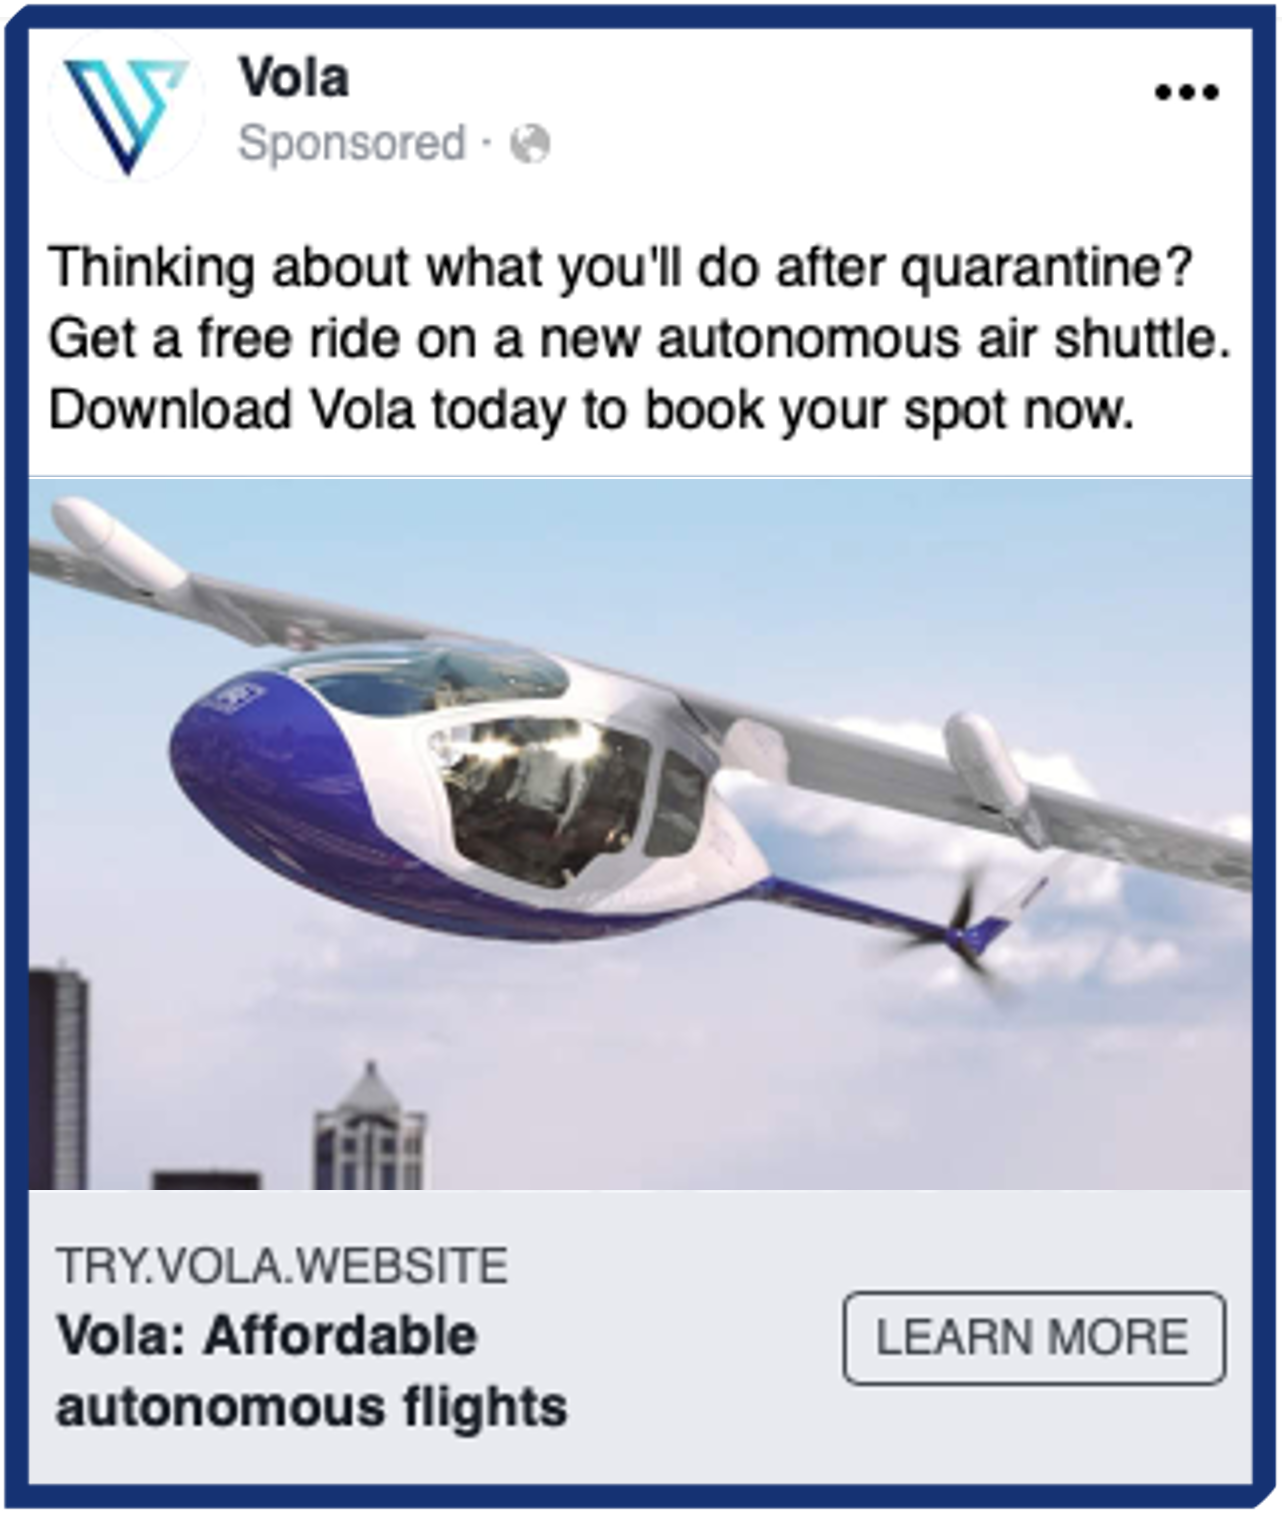 Vola
Sponsored ·
Thinking about what you'll do after quarantine?
Get a free ride on a new autonomous air shuttle.
Download Vola today to book your spot now.
TRY.VOLA.WEBSITE
Vola: Affordable
autonomous flights
LEARN MORE